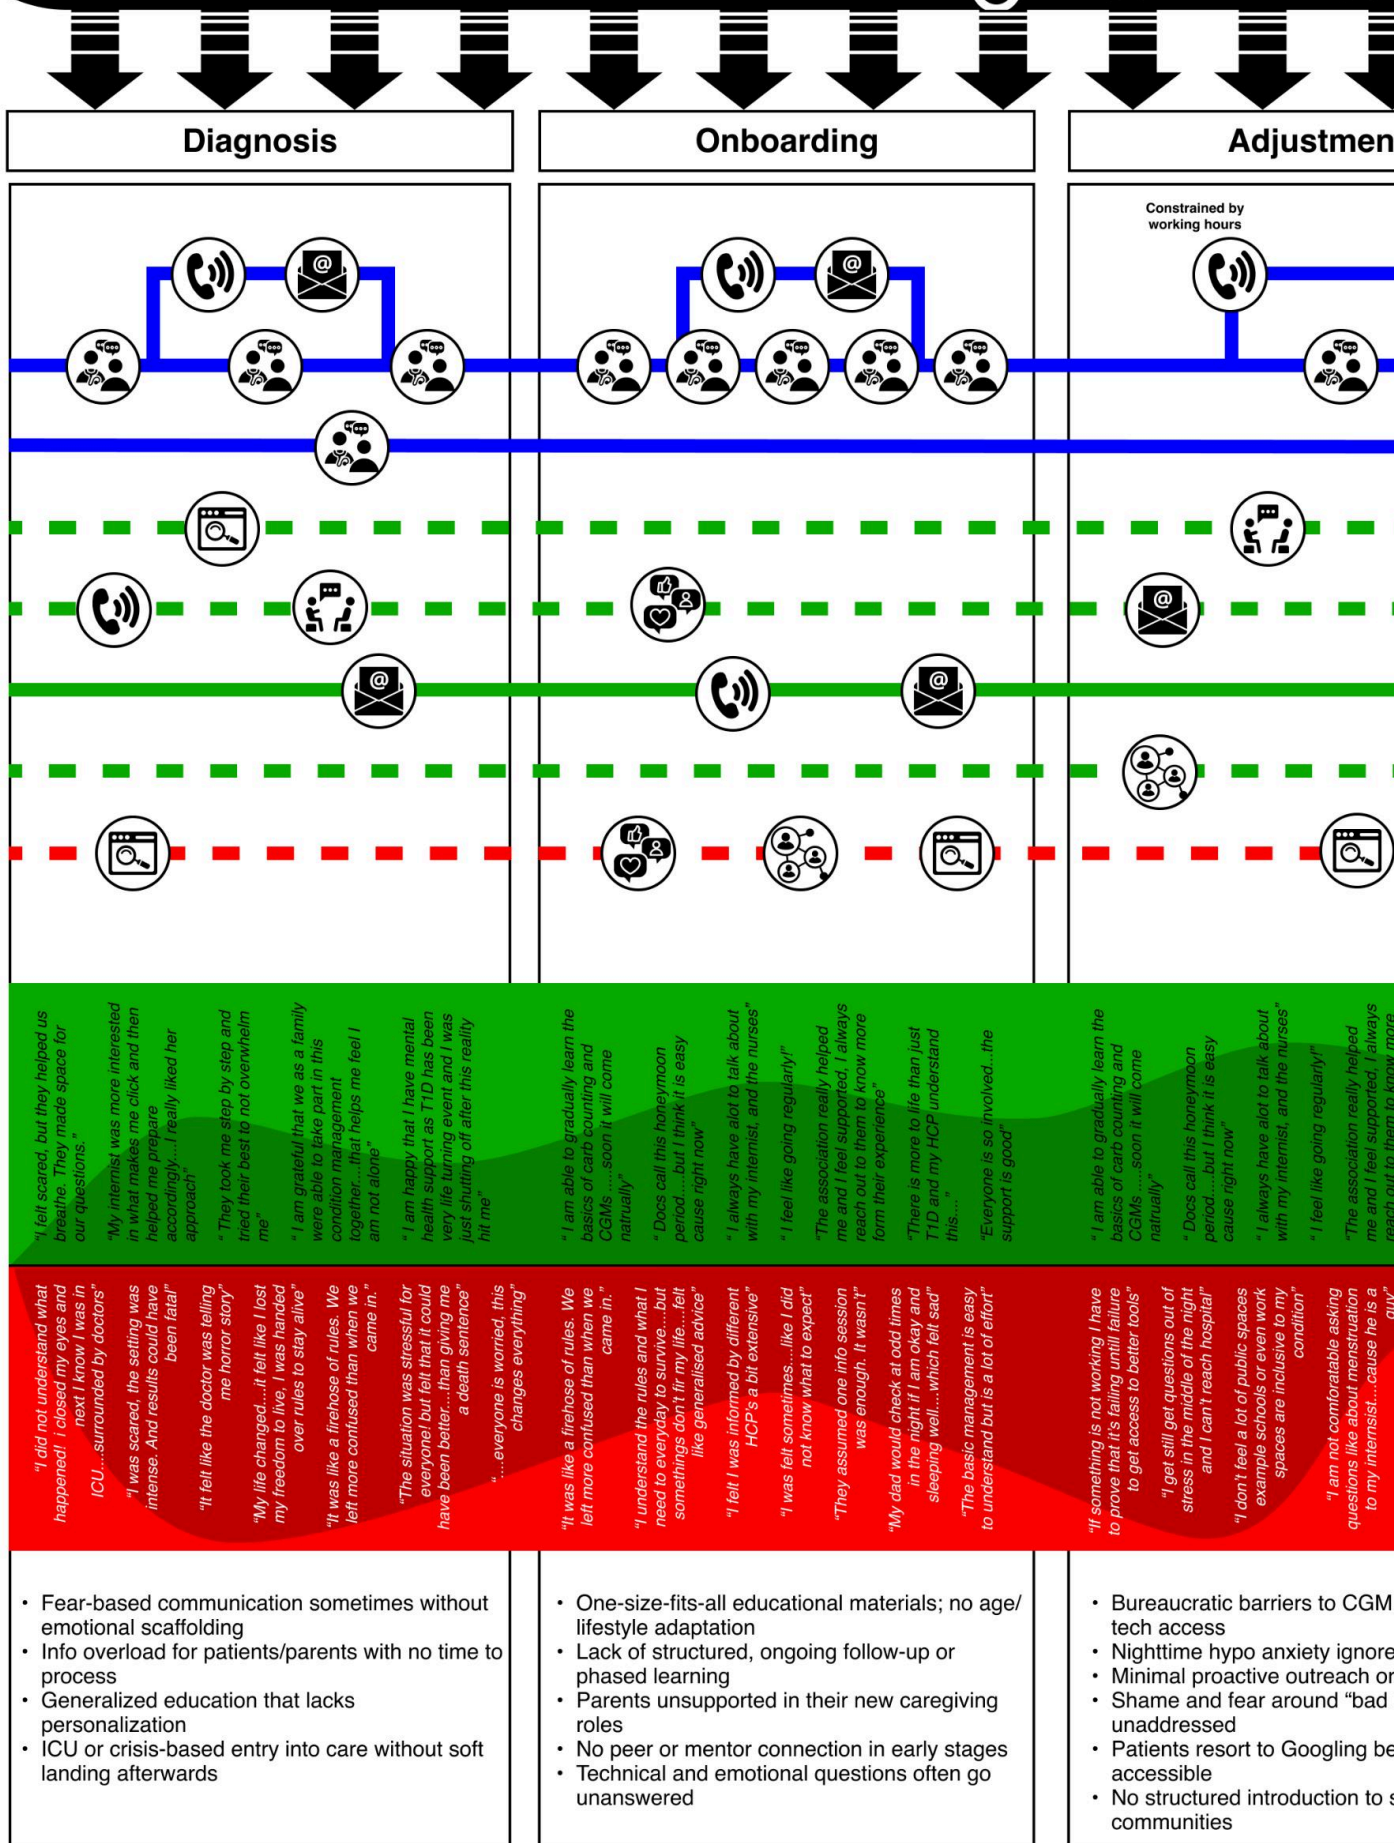 Diagnosis
Onboarding
Adjustmen
Constrained by
working hours
"I felt scared, but they helped us
breathe. They made space for
our questions."
"My internist was more interested
in what makes me click and then
helped me prepare
accordingly....I really liked her
approach"
"They took me step by step and
tried their best to not overwhelm
me"
"I am grateful that we as a family
were able to take part in this
condition management
together...that helps me feel I
am not alone"
"I am happy that I have mental
health support as T1D has been
very life turning event and I was
just shutting off after this reality
hit me"
"I am able to gradually learn the
basics of carb counting and
CGMs .....soon it will come
natrually"
"Docs call this honeymoon
period.....but I think it is easy
cause right now"
"I always have alot to talk about
with my internist, and the nurses"
"I feel like going regularly!"
"The association really helped
me and I feel supported, I always
reach out to them to know more
form their experience"
"There is more to life than just
T1D and my HCP understand
this...."
"Everyone is so involved...the
support is good"
"I am able to gradually learn the
basics of carb counting and
CGMs .....soon it will come
natrually"
"Docs call this honeymoon
period.....but I think it is easy
cause right now"
"I always have alot to talk about
with my internist, and the nurses"
"I feel like going regularly!"
"The association really helped
me and I feel supported, I always
reach out to them to know more
"I did not understand what
happened! i closed my eyes and
next I know I was in
ICU....surrounded by doctors"
"I was scared, the setting was
intense. And results could have
been fatal"
"It felt like the doctor was telling
me horror story"
"My life changed....it felt like I lost
my freedom to live, I was handed
over rules to stay alive"
"It was like a firehose of rules. We
left more confused than when we
came in."
"The situation was stressful for
everyone! but felt that it could
have been better...than giving me
a death sentence"
"....everyone is worried, this
changes everything"
"It was like a firehose of rules. We
left more confused than when we
came in."
"I understand the rules and what I
need to everyday to survive....but
somethings don't fir my life....felt
like generalised advice"
"I felt I was informed by different
HCP's a bit extensive"
"I was felt sometimes....like I did
not know what to expect"
"They assumed one info session
was enough. It wasn't"
"My dad would check at odd times
in the night if I am okay and
sleeping well....which felt sad"
"The basic management is easy
to understand but is a lot of effort"
"If something is not working I have
to prove that it's failing untill failure
to get access to better tools"
"I get still get questions out of
stress in the middle of the night
and I can't reach hospital"
"I don't feel a lot of public spaces
example schools or even work
spaces are inclusive to my
condition"
"I am not comfortable asking
questions like about menstruation
to my internsist....cause he is a
guy"
• Fear-based communication sometimes without
emotional scaffolding
• Info overload for patients/parents with no time to
process
• Generalized education that lacks
personalization
• ICU or crisis-based entry into care without soft
landing afterwards
• One-size-fits-all educational materials; no age/
lifestyle adaptation
• Lack of structured, ongoing follow-up or
phased learning
• Parents unsupported in their new caregiving
roles
• No peer or mentor connection in early stages
• Technical and emotional questions often go
unanswered
• Bureaucratic barriers to CGM
tech access
• Nighttime hypo anxiety ignore
• Minimal proactive outreach or
• Shame and fear around "bad
unaddressed
• Patients resort to Googling be
accessible
• No structured introduction to s
communities